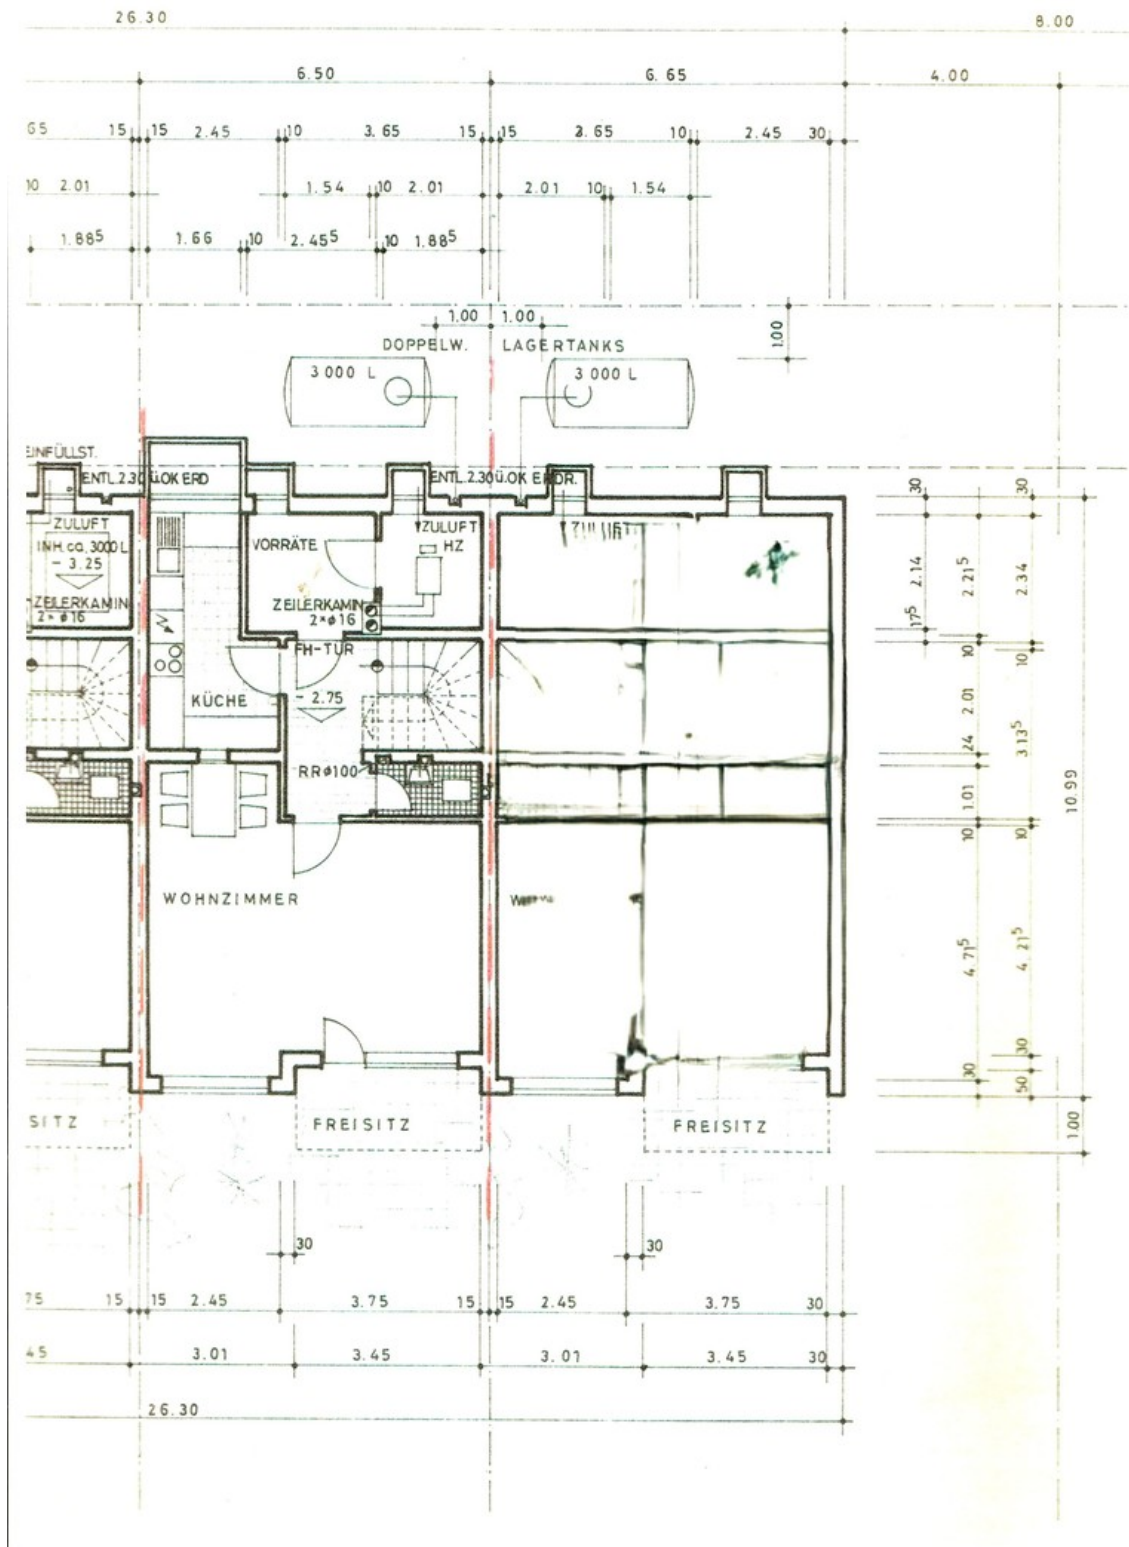 26.30
8.00
6.50
6.65
4.00
65 15 15 2.45 10 3.65 15 15 2.65 10 2.45 30
10 2.01 1.54 10 2.01 2.01 10 1.54
1.88⁵ 1.66 10 2.45⁵ 10 1.88⁵
1.00 1.00
1.00
DOPPELW. LAGERTANKS
3000 L 3000 L
EINFÜLLST.
ENTL.2.30 Ü.OK ERD ENTL.2.30 Ü.OK ERDR.
30 30
ZULUFT ZULUFT ZULUFT
INH. ca. 3000 L VORRÄTE HZ
- 3.25
2.14 2.21⁵ 2.34
ZEILERKAMIN ZEILERKAMIN
2×ø16 2×ø16
17⁵
FH-TÜR
10 10
KÜCHE - 2.75
2.01 3.13⁵
24
RRø100
1.01 10.99
10 10
WOHNZIMMER
4.71⁵ 4.21⁵
30 30
50
SITZ FREISITZ FREISITZ
1.00
30 30
75 15 15 2.45 3.75 15 15 2.45 3.75 30
45 3.01 3.45 3.01 3.45 30
26.30